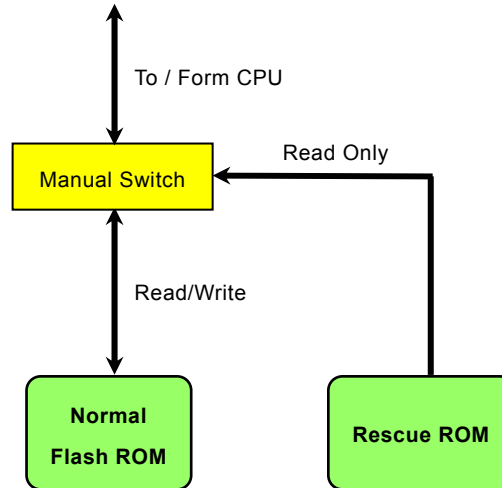 To / Form CPU
Read Only
Manual Switch
Read/Write
Normal
Flash ROM
Rescue ROM